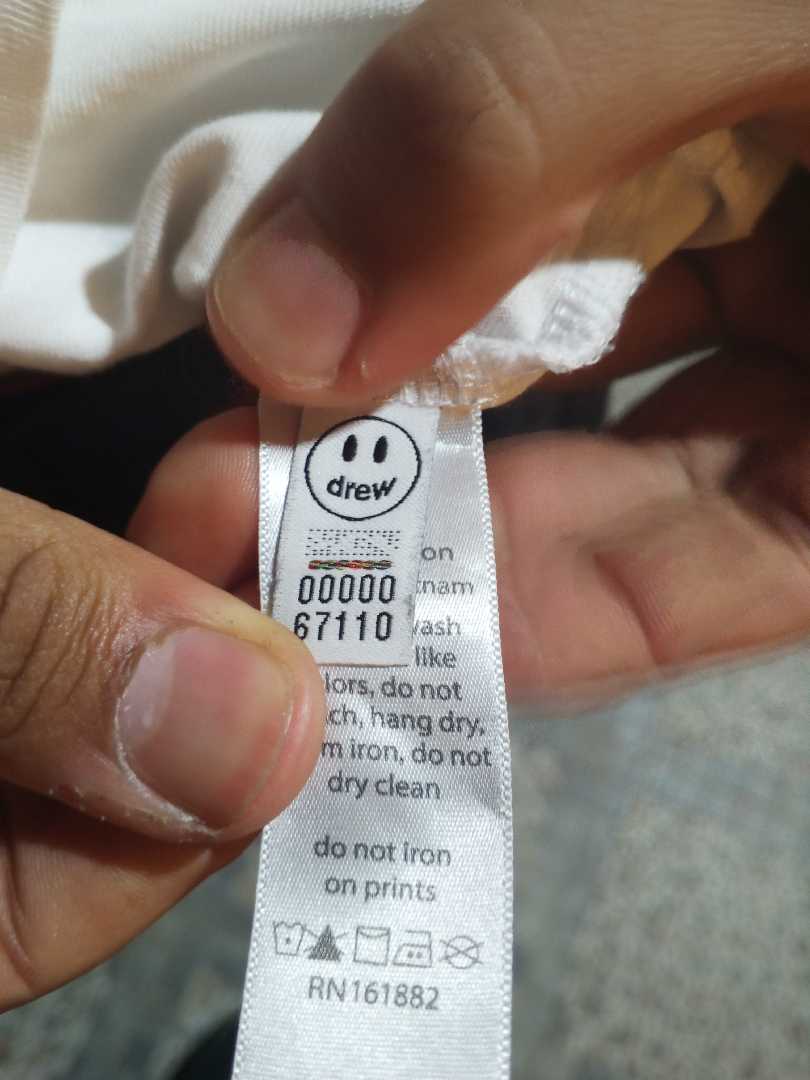 drew
00000
67110
on
tnam
wash
like
lors, do not
ch, hang dry,
m iron, do not
dry clean
do not iron
on prints
RN161882